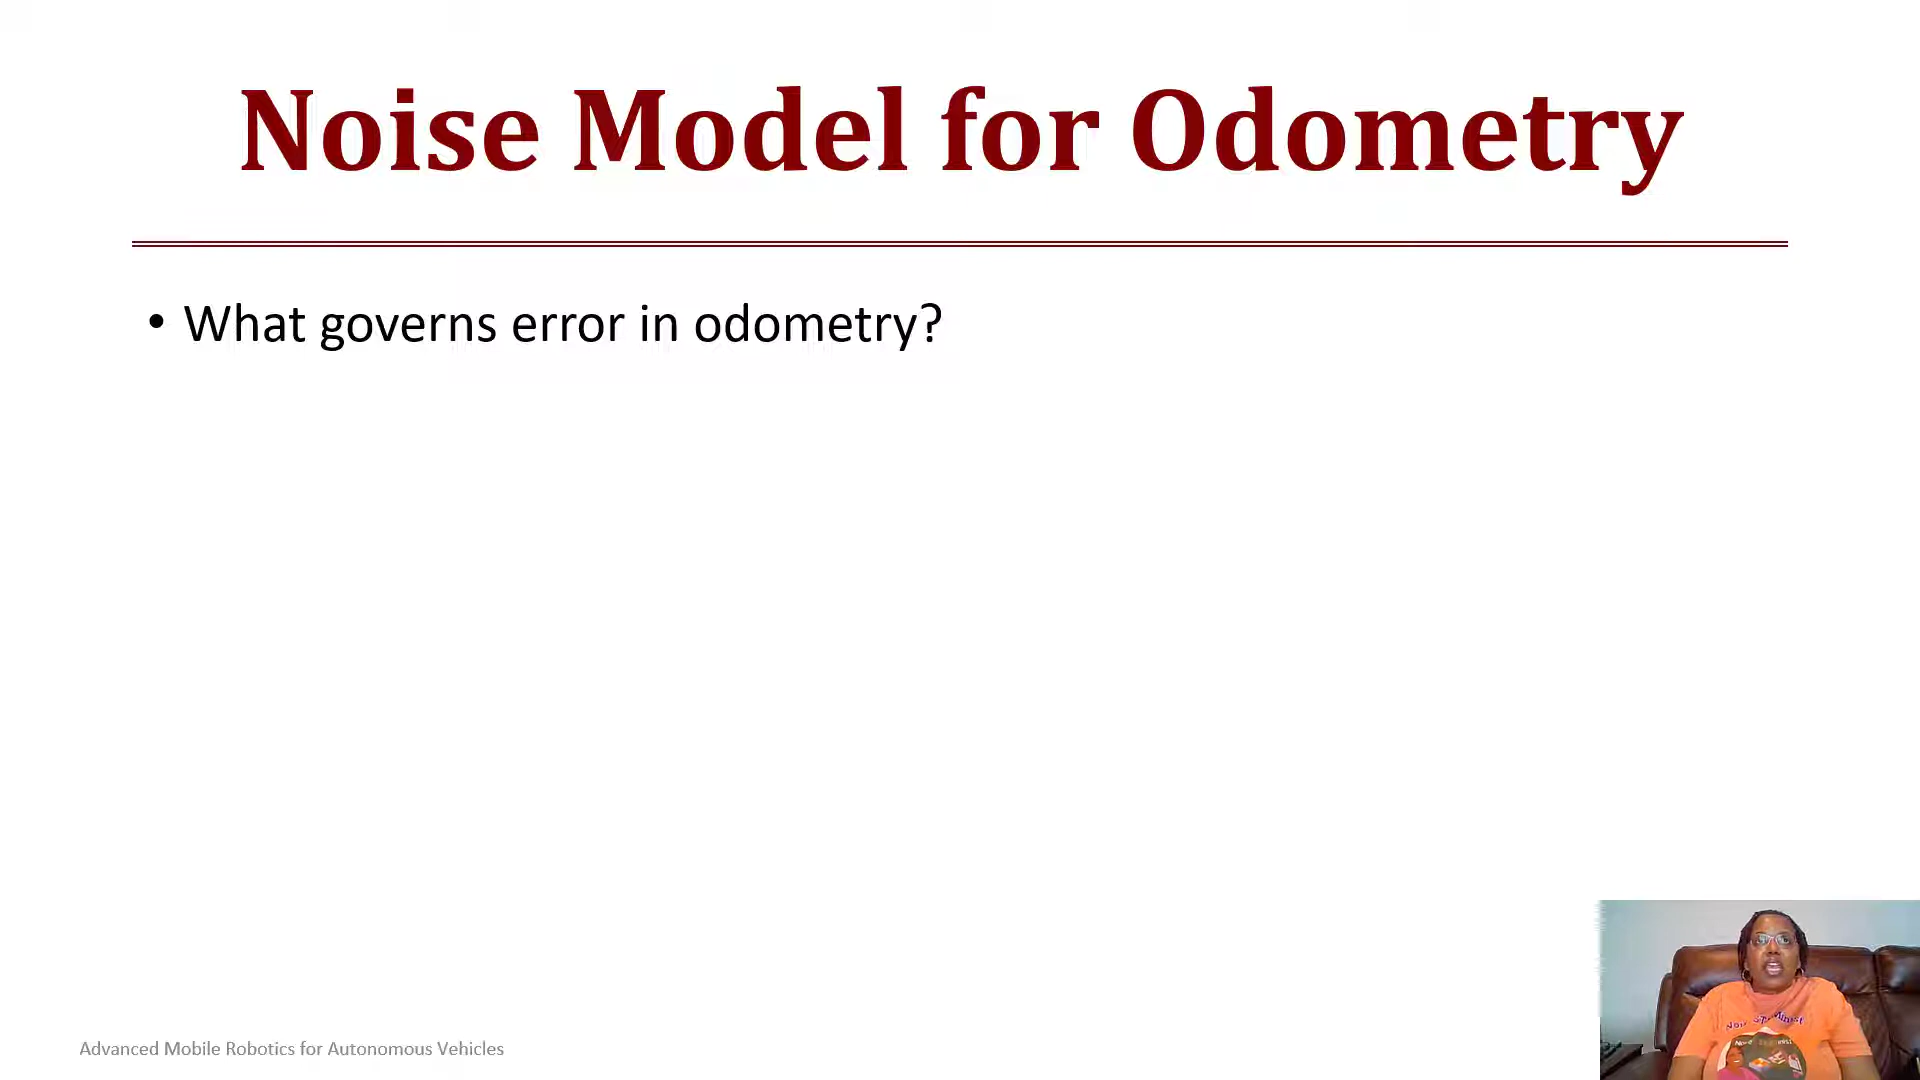 Noise Model for Odometry
• What governs error in odometry?
Advanced Mobile Robotics for Autonomous Vehicles